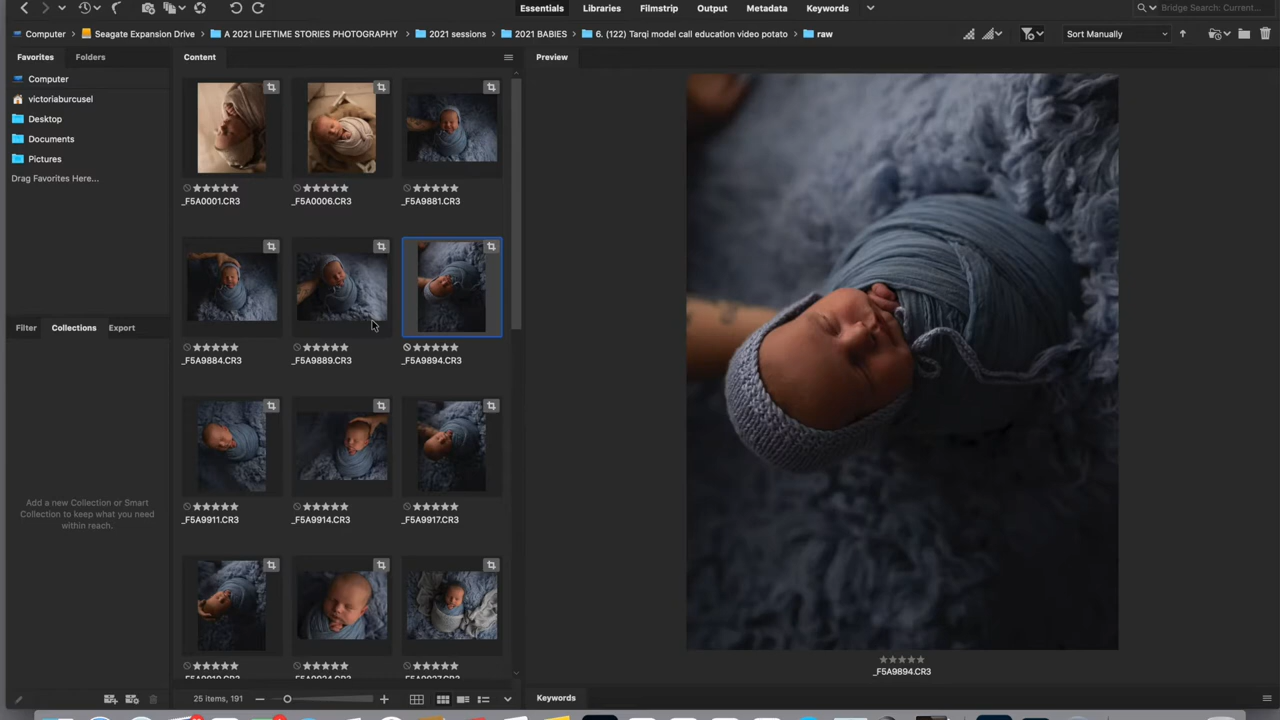 Essentials Libraries Filmstrip Output Metadata Keywords Bridge Search: Current...
Computer Seagate Expansion Drive A 2021 LIFETIME STORIES PHOTOGRAPHY 2021 sessions 2021 BABIES 6. (122) Tarqi model call education video potato raw Sort Manually
Favorites Folders Content Preview
Computer
victoriaburcusel
Desktop
Documents
Pictures
Drag Favorites Here...
_F5A0001.CR3 _F5A0006.CR3 _F5A9881.CR3
Filter Collections Export
_F5A9884.CR3 _F5A9889.CR3 _F5A9894.CR3
Add a new Collection or Smart
Collection to keep what you need
within reach.
_F5A9911.CR3 _F5A9914.CR3 _F5A9917.CR3
_F5A9894.CR3
25 items, 191 Keywords